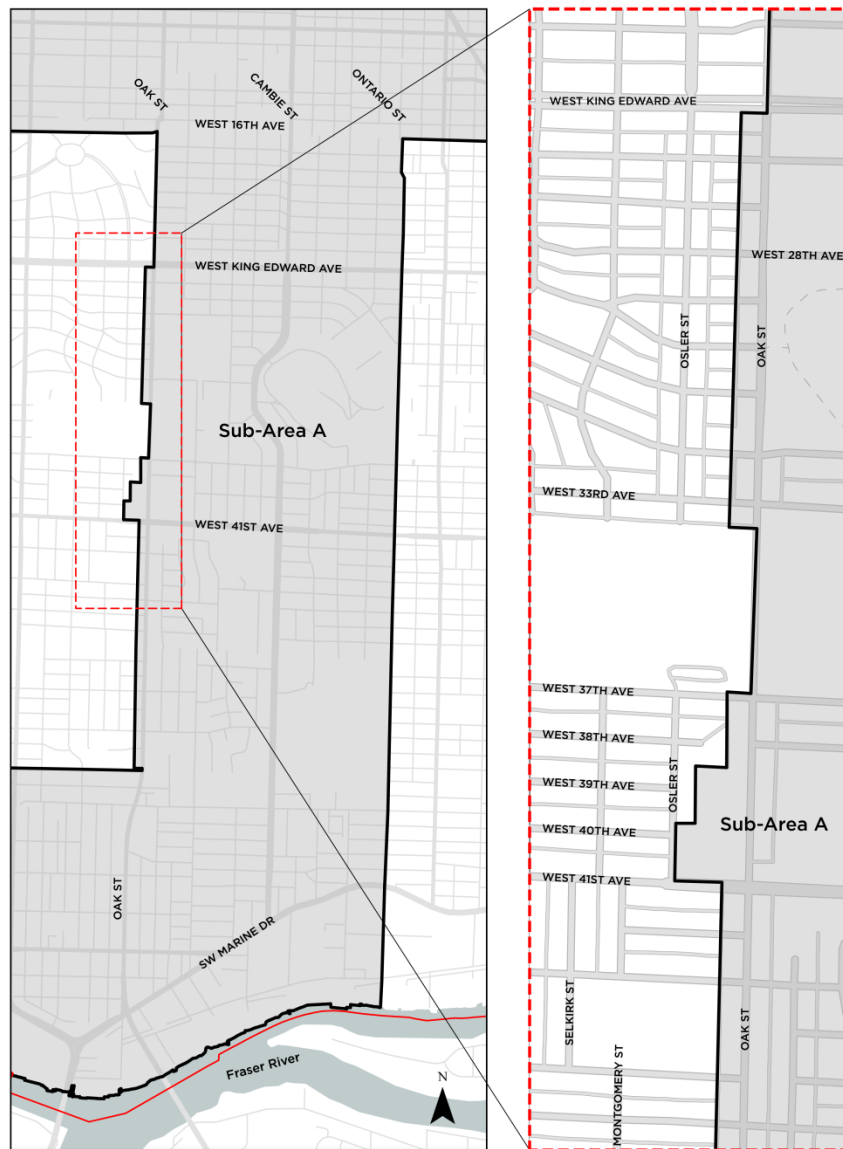 OAK ST
CAMBIE ST
ONTARIO ST
WEST 16TH AVE
WEST KING EDWARD AVE
Sub-Area A
WEST 41ST AVE
OAK ST
SW MARINE DR
Fraser River
N
WEST KING EDWARD AVE
WEST 28TH AVE
OSLER ST
OAK ST
WEST 33RD AVE
WEST 37TH AVE
WEST 38TH AVE
OSLER ST
WEST 39TH AVE
Sub-Area A
WEST 40TH AVE
WEST 41ST AVE
SELKIRK ST
OAK ST
MONTGOMERY ST